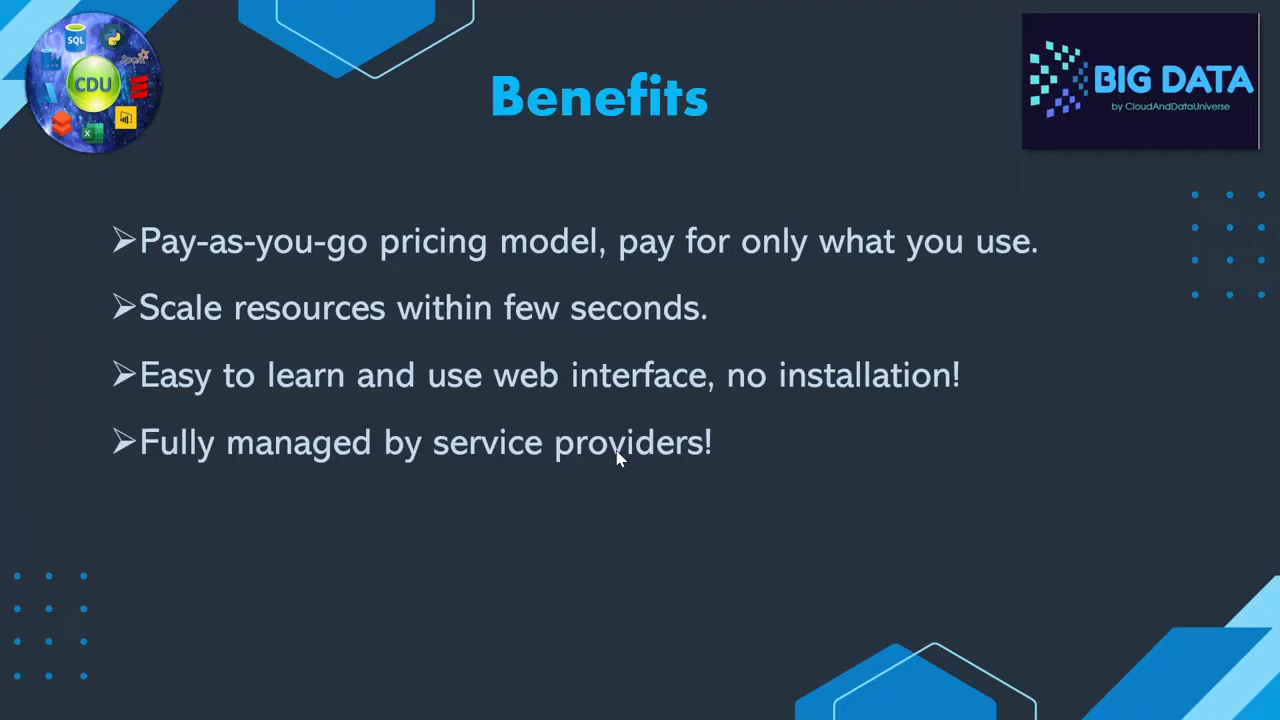 SQL
Spark
CDU
Benefits
BIG DATA
by CloudAndDataUniverse
➢Pay-as-you-go pricing model, pay for only what you use.
➢Scale resources within few seconds.
➢Easy to learn and use web interface, no installation!
➢Fully managed by service providers!